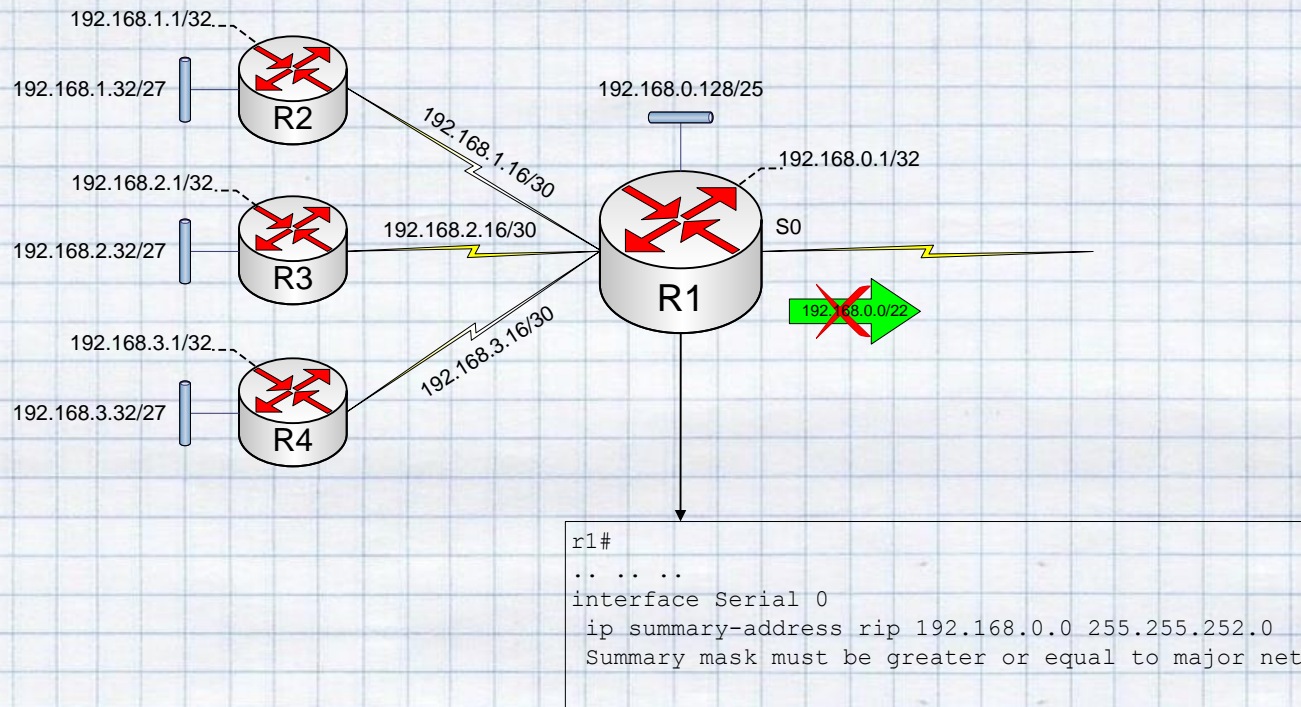 192.168.1.1/32
192.168.1.32/27
R2
192.168.1.16/30
192.168.0.128/25
192.168.0.1/32
192.168.2.1/32
192.168.2.32/27
R3
192.168.2.16/30
S0
R1
192.168.0.0/22
192.168.3.1/32
192.168.3.32/27
R4
192.168.3.16/30
r1#
.. .. ..
interface Serial 0
ip summary-address rip 192.168.0.0 255.255.252.0
Summary mask must be greater or equal to major net